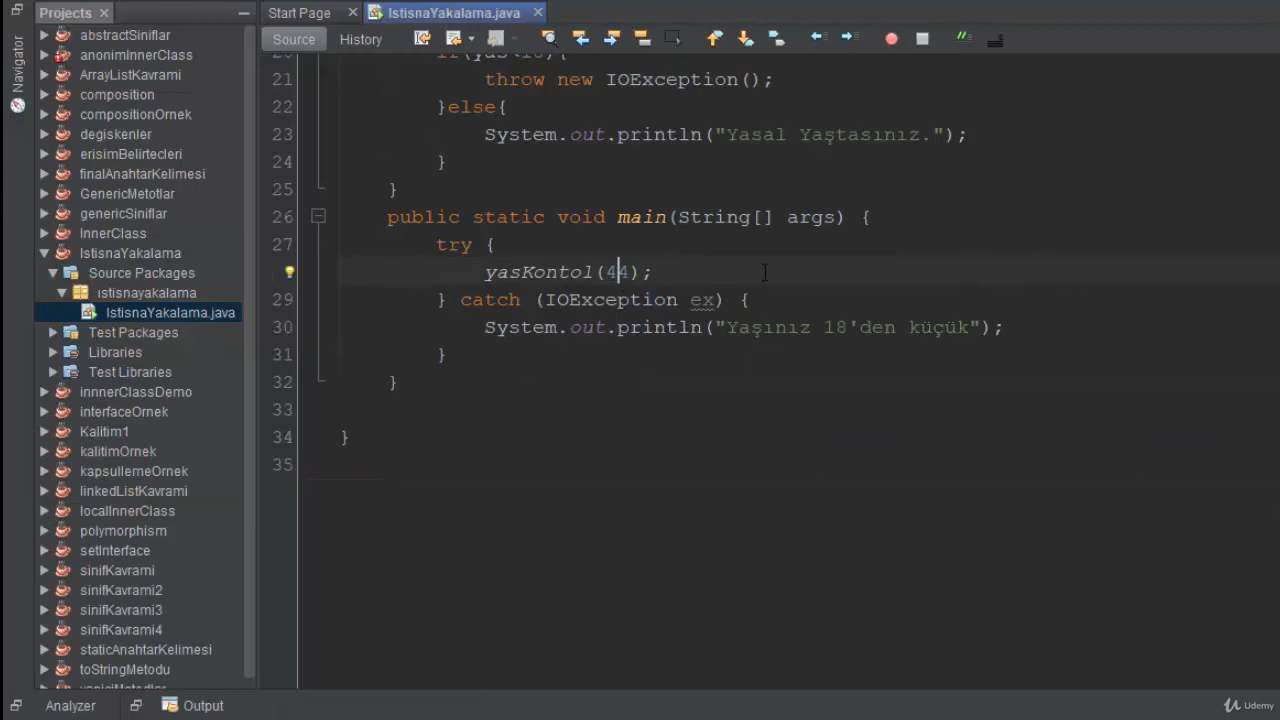 Projects
Start Page
IstisnaYakalama.java
Navigator
Source
History
abstractSiniflar
anonimInnerClass
ArrayListKavrami
composition
compositionOrnek
degiskenler
erisimBelirtecleri
finalAnahtarKelimesi
GenericMetotlar
genericSiniflar
InnerClass
IstisnaYakalama
Source Packages
ıstisnayakalama
IstisnaYakalama.java
Test Packages
Libraries
Test Libraries
innnerClassDemo
interfaceOrnek
Kalitim1
kalitimOrnek
kapsullemeOrnek
linkedListKavrami
localInnerClass
polymorphism
setInterface
sinifKavrami
sinifKavrami2
sinifKavrami3
sinifKavrami4
staticAnahtarKelimesi
toStringMetodu
21 throw new IOException();
22 }else{
23 System.out.println("Yasal Yaştasınız.");
24 }
25 }
26 public static void main(String[] args) {
27 try {
yasKontol(44);
29 } catch (IOException ex) {
30 System.out.println("Yaşınız 18'den küçük");
31 }
32 }
33
34 }
35
Analyzer
Output
Udemy